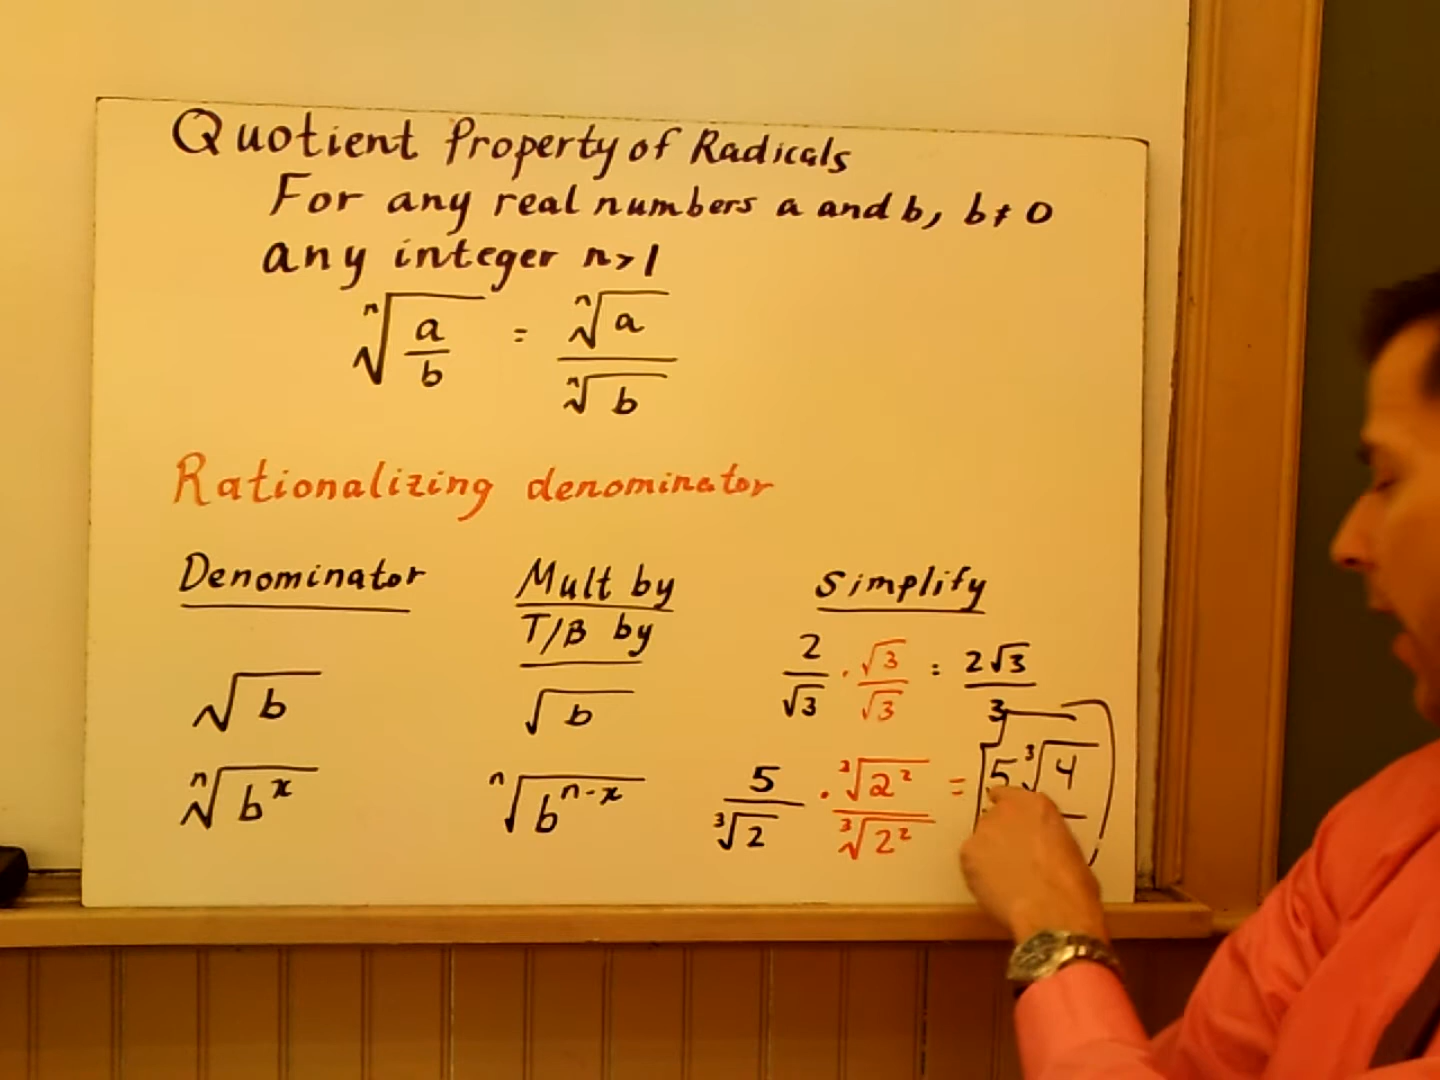 Quotient Property of Radicals
For any real numbers a and b, b ≠ 0
any integer n > 1
ⁿ√(a/b) = ⁿ√a / ⁿ√b
Rationalizing denominator
Denominator Mult by Simplify
T/B by
√b √b 2/√3 · √3/√3 = 2√3/3
ⁿ√(bˣ) ⁿ√(bⁿ⁻ˣ) 5/³√2 · ³√(2²)/³√(2²) = 5³√4